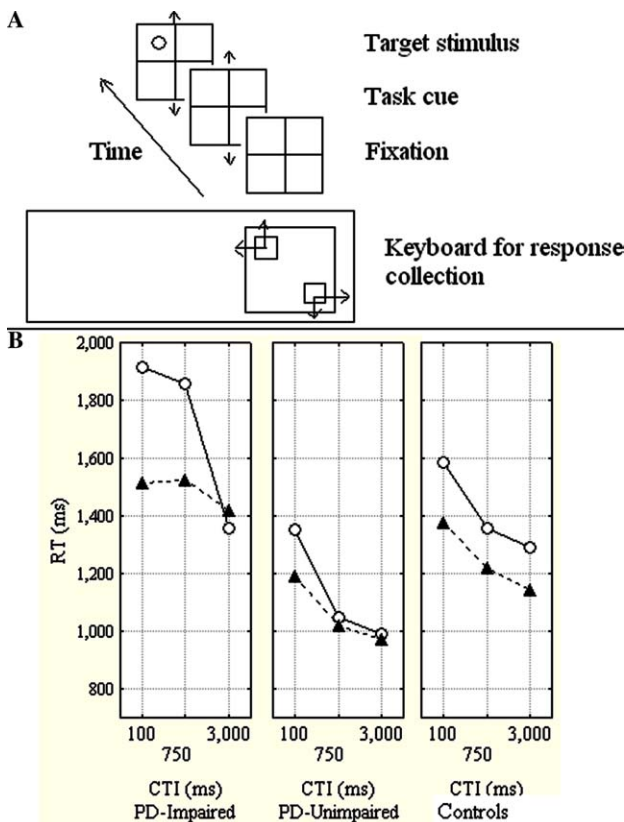 A
Target stimulus
Task cue
Time
Fixation
Keyboard for response
collection
B
2,000
1,800
1,600
1,400
1,200
1,000
800
RT (ms)
100 3,000 100 3,000 100 3,000
750 750 750
CTI (ms) CTI (ms) CTI (ms)
PD-Impaired PD-Unimpaired Controls